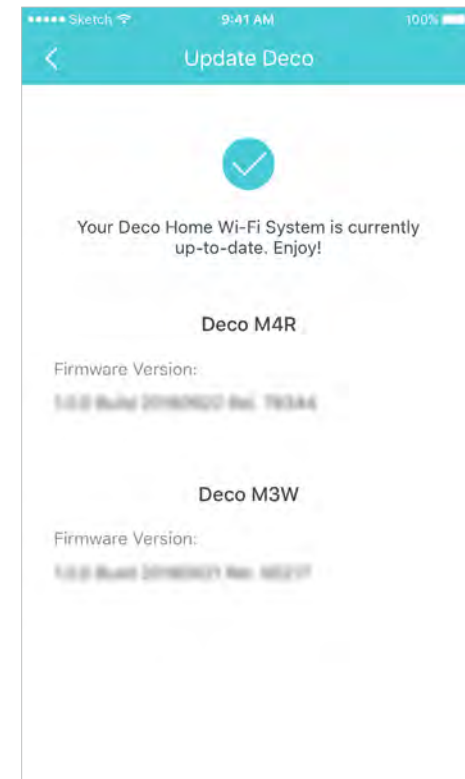 Sketch 9:41 AM 100%
Update Deco
Your Deco Home Wi-Fi System is currently
up-to-date. Enjoy!
Deco M4R
Firmware Version:
Deco M3W
Firmware Version: